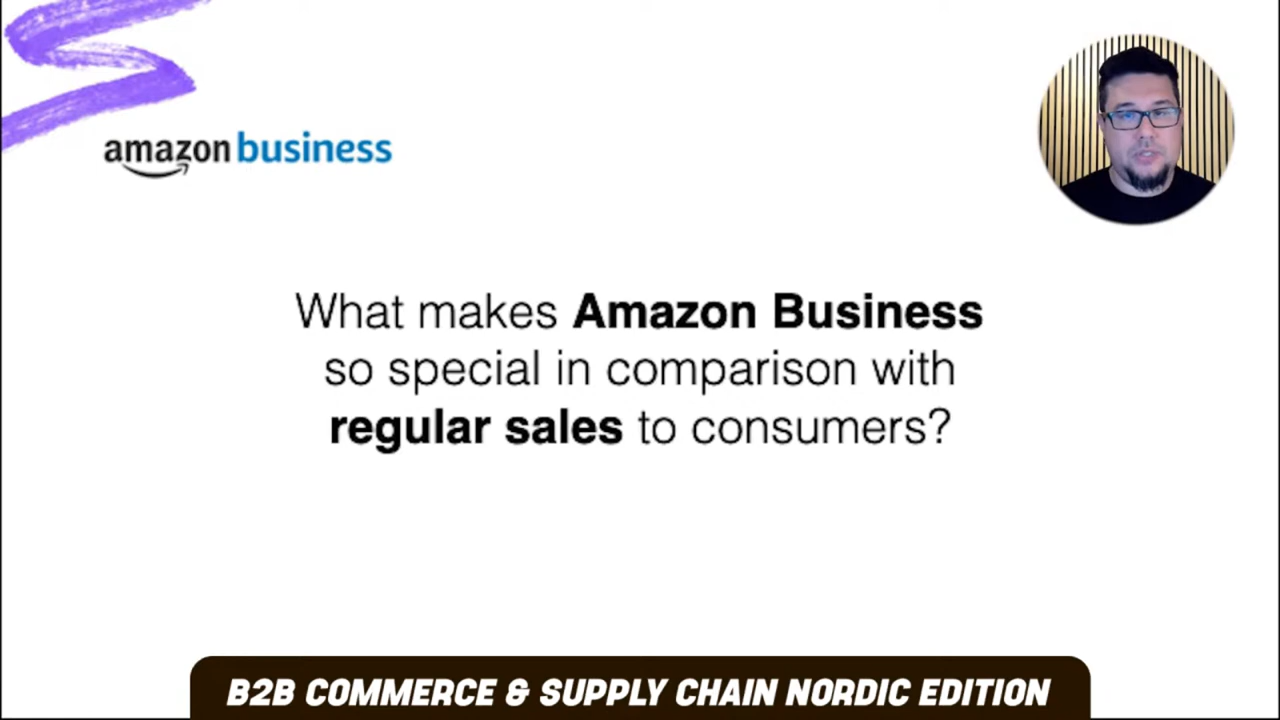 amazon business
What makes Amazon Business
so special in comparison with
regular sales to consumers?
B2B COMMERCE & SUPPLY CHAIN NORDIC EDITION